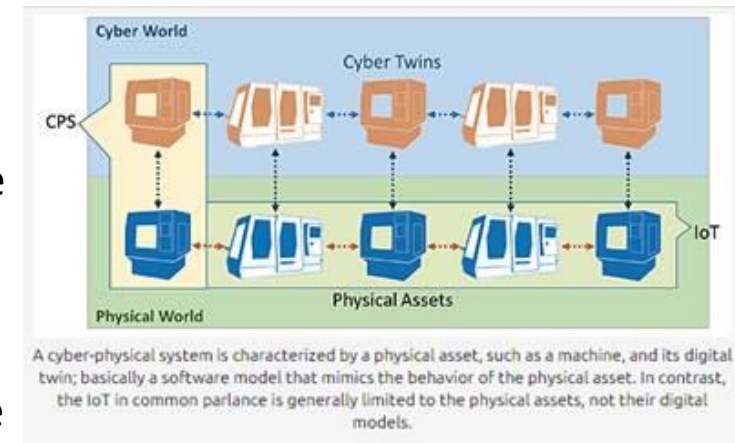 Cyber World
Cyber Twins
CPS
e
IoT
Physical Assets
Physical World
A cyber-physical system is characterized by a physical asset, such as a machine, and its digital
twin; basically a software model that mimics the behavior of the physical asset. In contrast,
the IoT in common parlance is generally limited to the physical assets, not their digital
models.
e